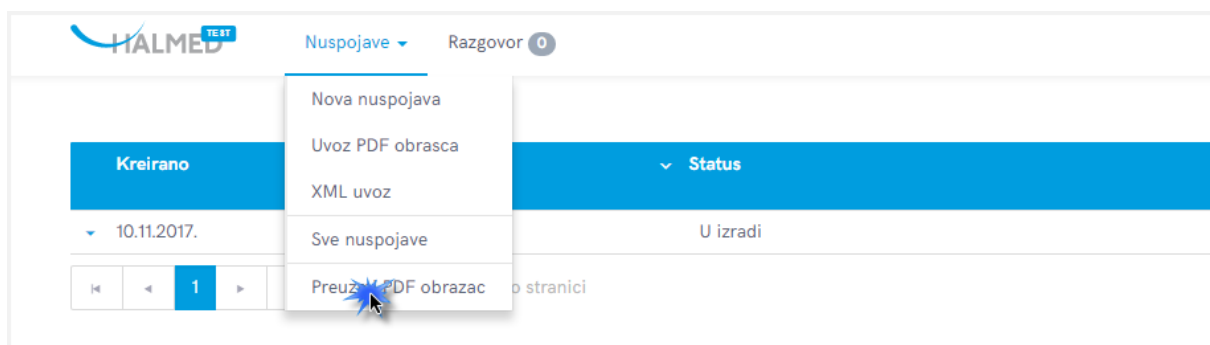 HALMED TEST Nuspojave Razgovor 0
Nova nuspojava
Uvoz PDF obrasca
Kreirano Status
XML uvoz
10.11.2017. Sve nuspojave U izradi
1 PDF obrazac stranici